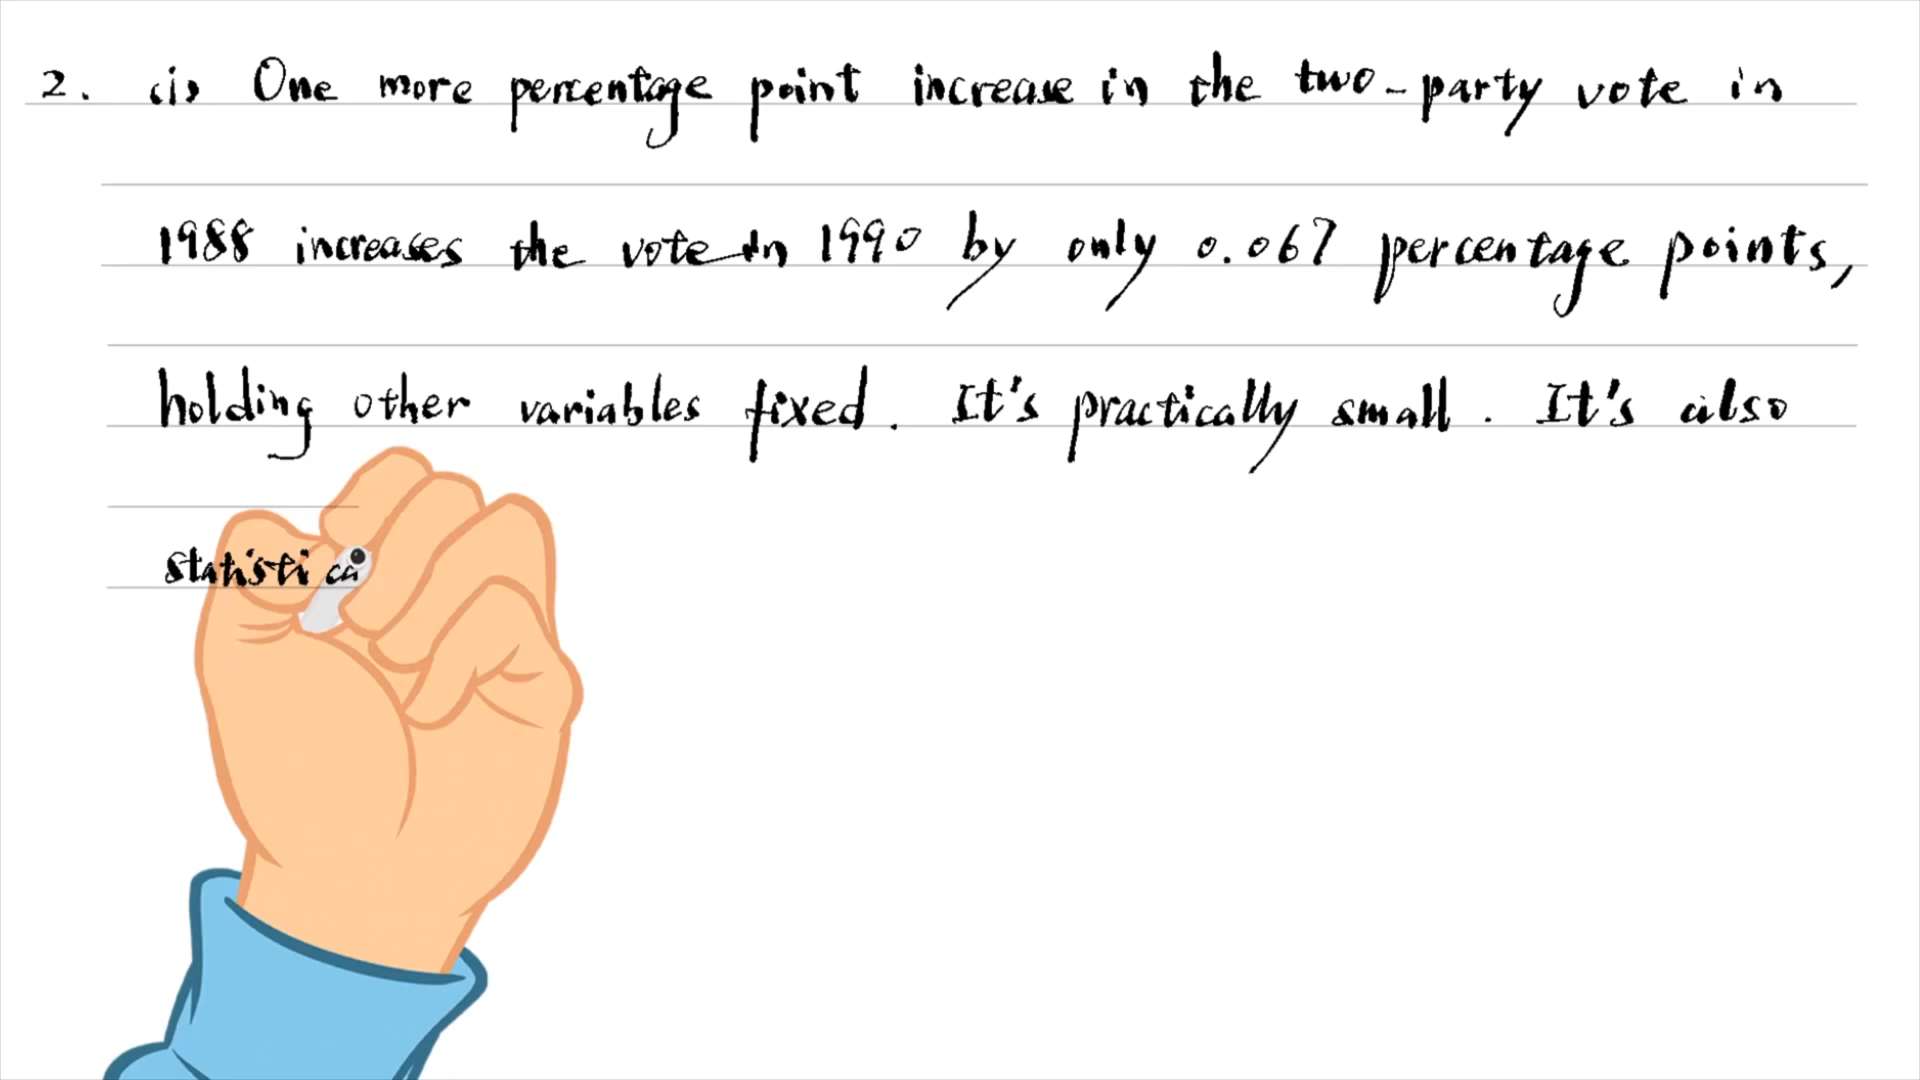 2. (i) One more percentage point increase in the two-party vote in
1988 increases the vote in 1990 by only 0.067 percentage points,
holding other variables fixed. It's practically small. It's also
statistica